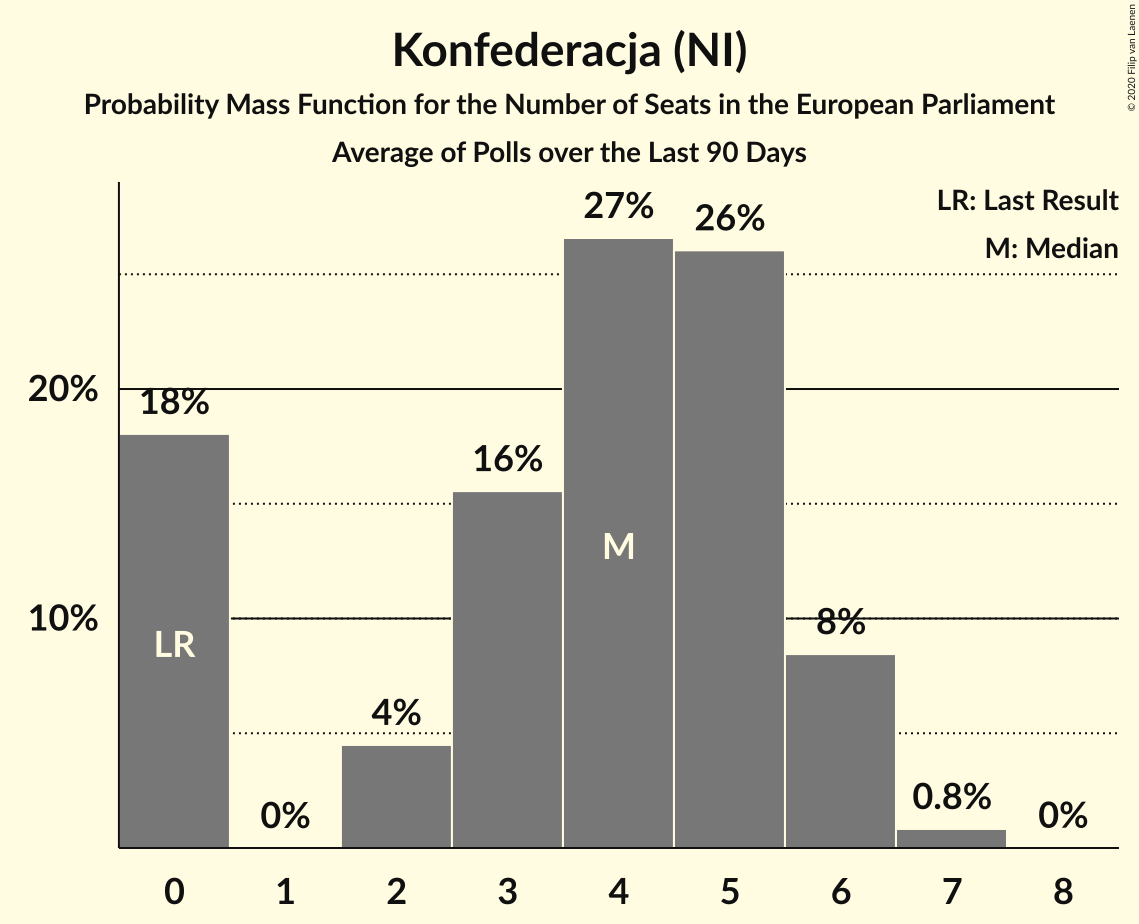 Konfederacja (NI)
Probability Mass Function for the Number of Seats in the European Parliament
Average of Polls over the Last 90 Days
© 2020 Filip van Laenen
LR: Last Result
M: Median
27%
26%
20%
18%
16%
M
10%
8%
LR
4%
0.8%
0%
0%
0 1 2 3 4 5 6 7 8